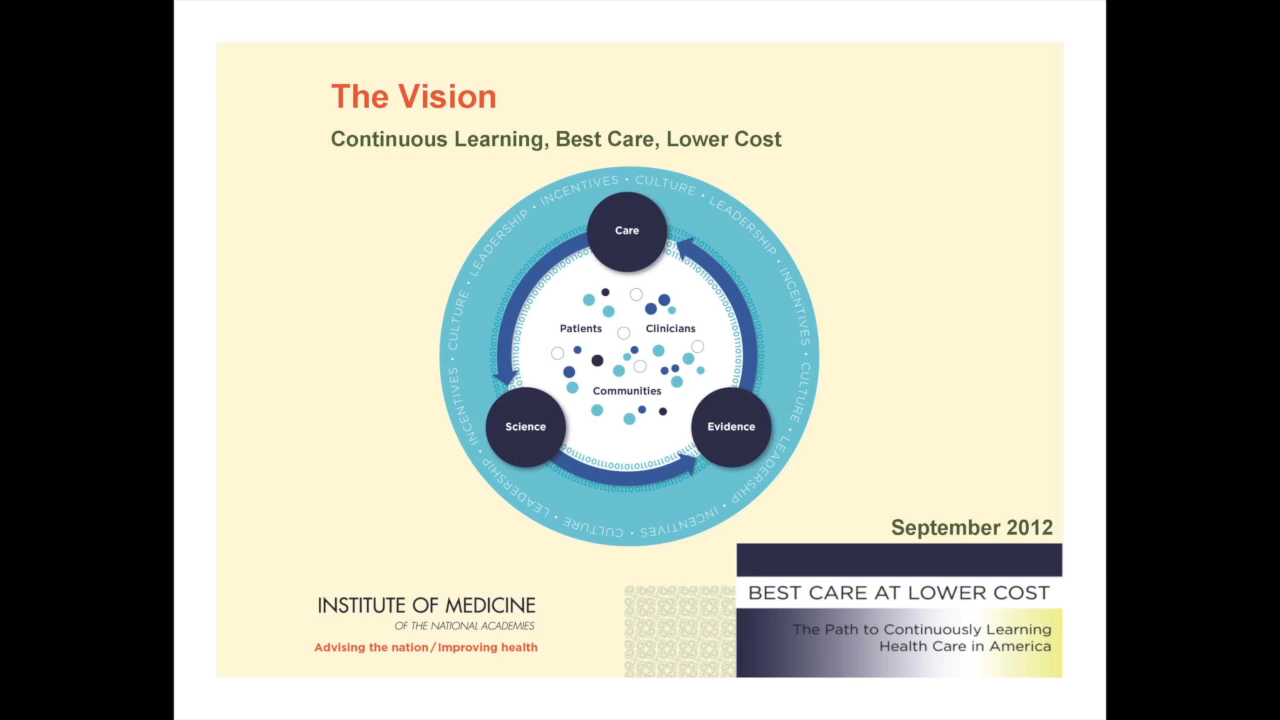 The Vision
Continuous Learning, Best Care, Lower Cost
INCENTIVES • CULTURE • LEADERSHIP • INCENTIVES • CULTURE • LEADERSHIP • INCENTIVES • CULTURE • LEADERSHIP • INCENTIVES • CULTURE • LEADERSHIP •
Care
Patients
Clinicians
Communities
Science
Evidence
September 2012
BEST CARE AT LOWER COST
The Path to Continuously Learning
Health Care in America
INSTITUTE OF MEDICINE
OF THE NATIONAL ACADEMIES
Advising the nation / Improving health